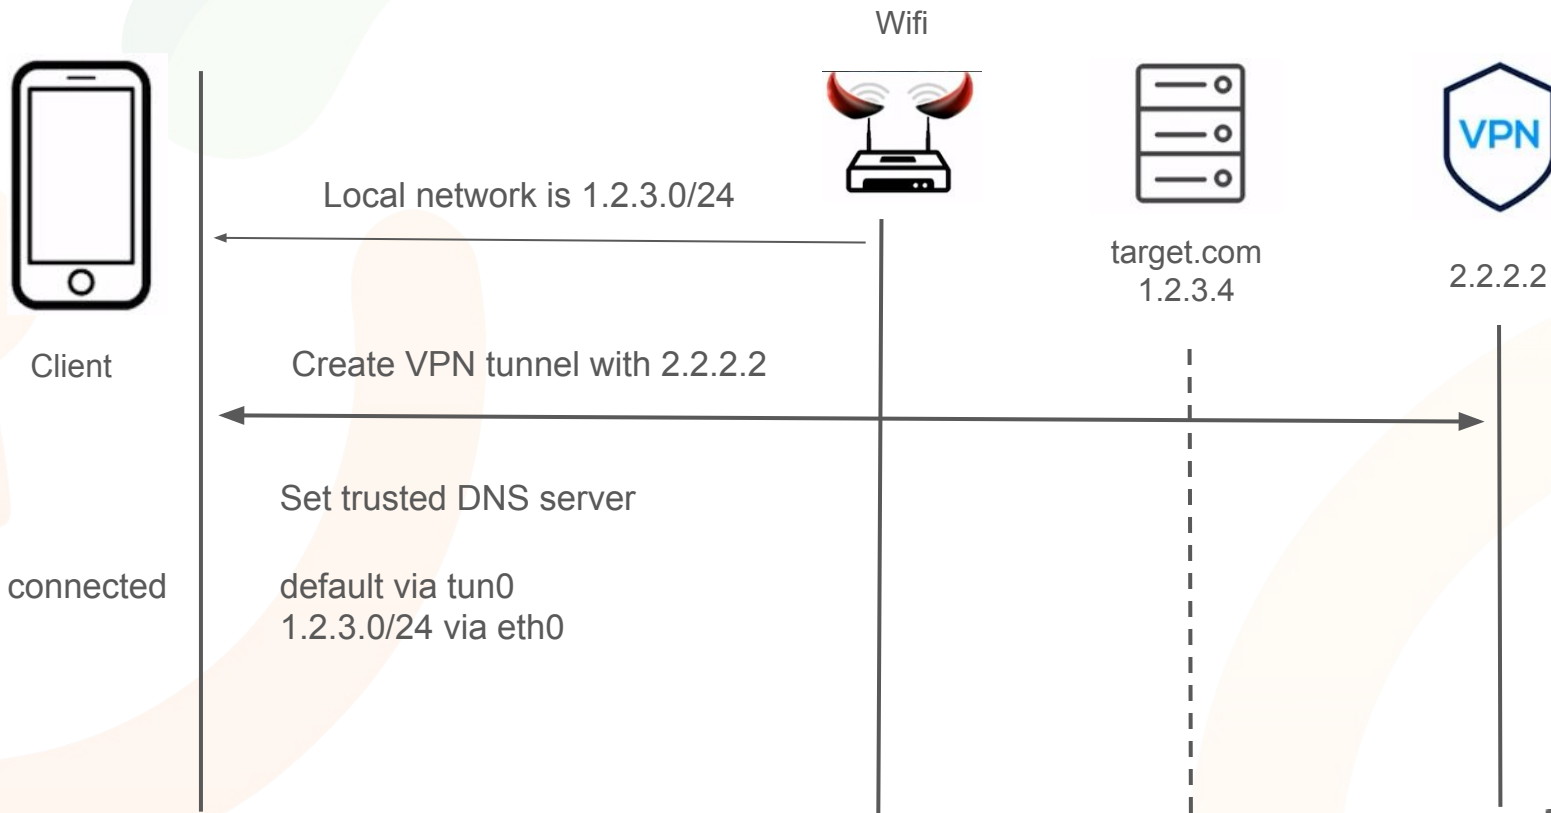 Wifi
VPN
Local network is 1.2.3.0/24
target.com
1.2.3.4
2.2.2.2
Client
Create VPN tunnel with 2.2.2.2
Set trusted DNS server
connected
default via tun0
1.2.3.0/24 via eth0